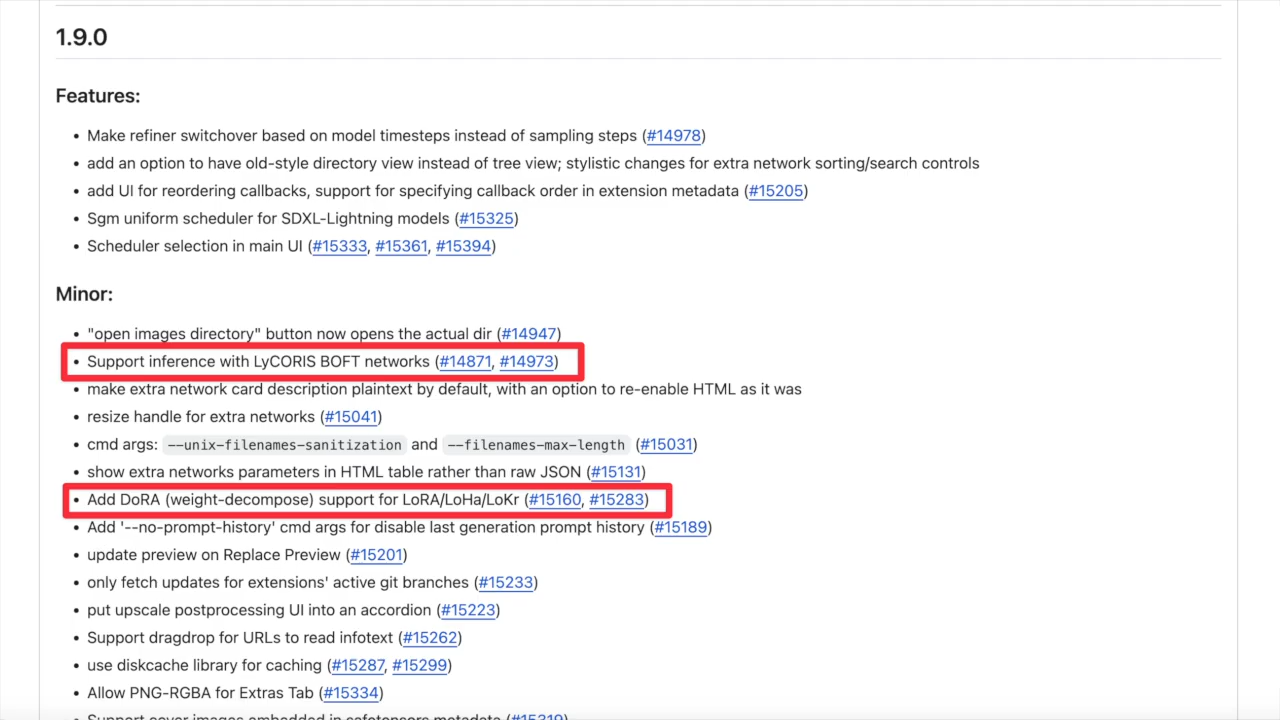 1.9.0
Features:
• Make refiner switchover based on model timesteps instead of sampling steps (#14978)
• add an option to have old-style directory view instead of tree view; stylistic changes for extra network sorting/search controls
• add UI for reordering callbacks, support for specifying callback order in extension metadata (#15205)
• Sgm uniform scheduler for SDXL-Lightning models (#15325)
• Scheduler selection in main UI (#15333, #15361, #15394)
Minor:
• "open images directory" button now opens the actual dir (#14947)
• Support inference with LyCORIS BOFT networks (#14871, #14973)
• make extra network card description plaintext by default, with an option to re-enable HTML as it was
• resize handle for extra networks (#15041)
• cmd args: --unix-filenames-sanitization and --filenames-max-length (#15031)
• show extra networks parameters in HTML table rather than raw JSON (#15131)
• Add DoRA (weight-decompose) support for LoRA/LoHa/LoKr (#15160, #15283)
• Add '--no-prompt-history' cmd args for disable last generation prompt history (#15189)
• update preview on Replace Preview (#15201)
• only fetch updates for extensions' active git branches (#15233)
• put upscale postprocessing UI into an accordion (#15223)
• Support dragdrop for URLs to read infotext (#15262)
• use diskcache library for caching (#15287, #15299)
• Allow PNG-RGBA for Extras Tab (#15334)
• Support cover images embedded in safetensors metadata (#15319)